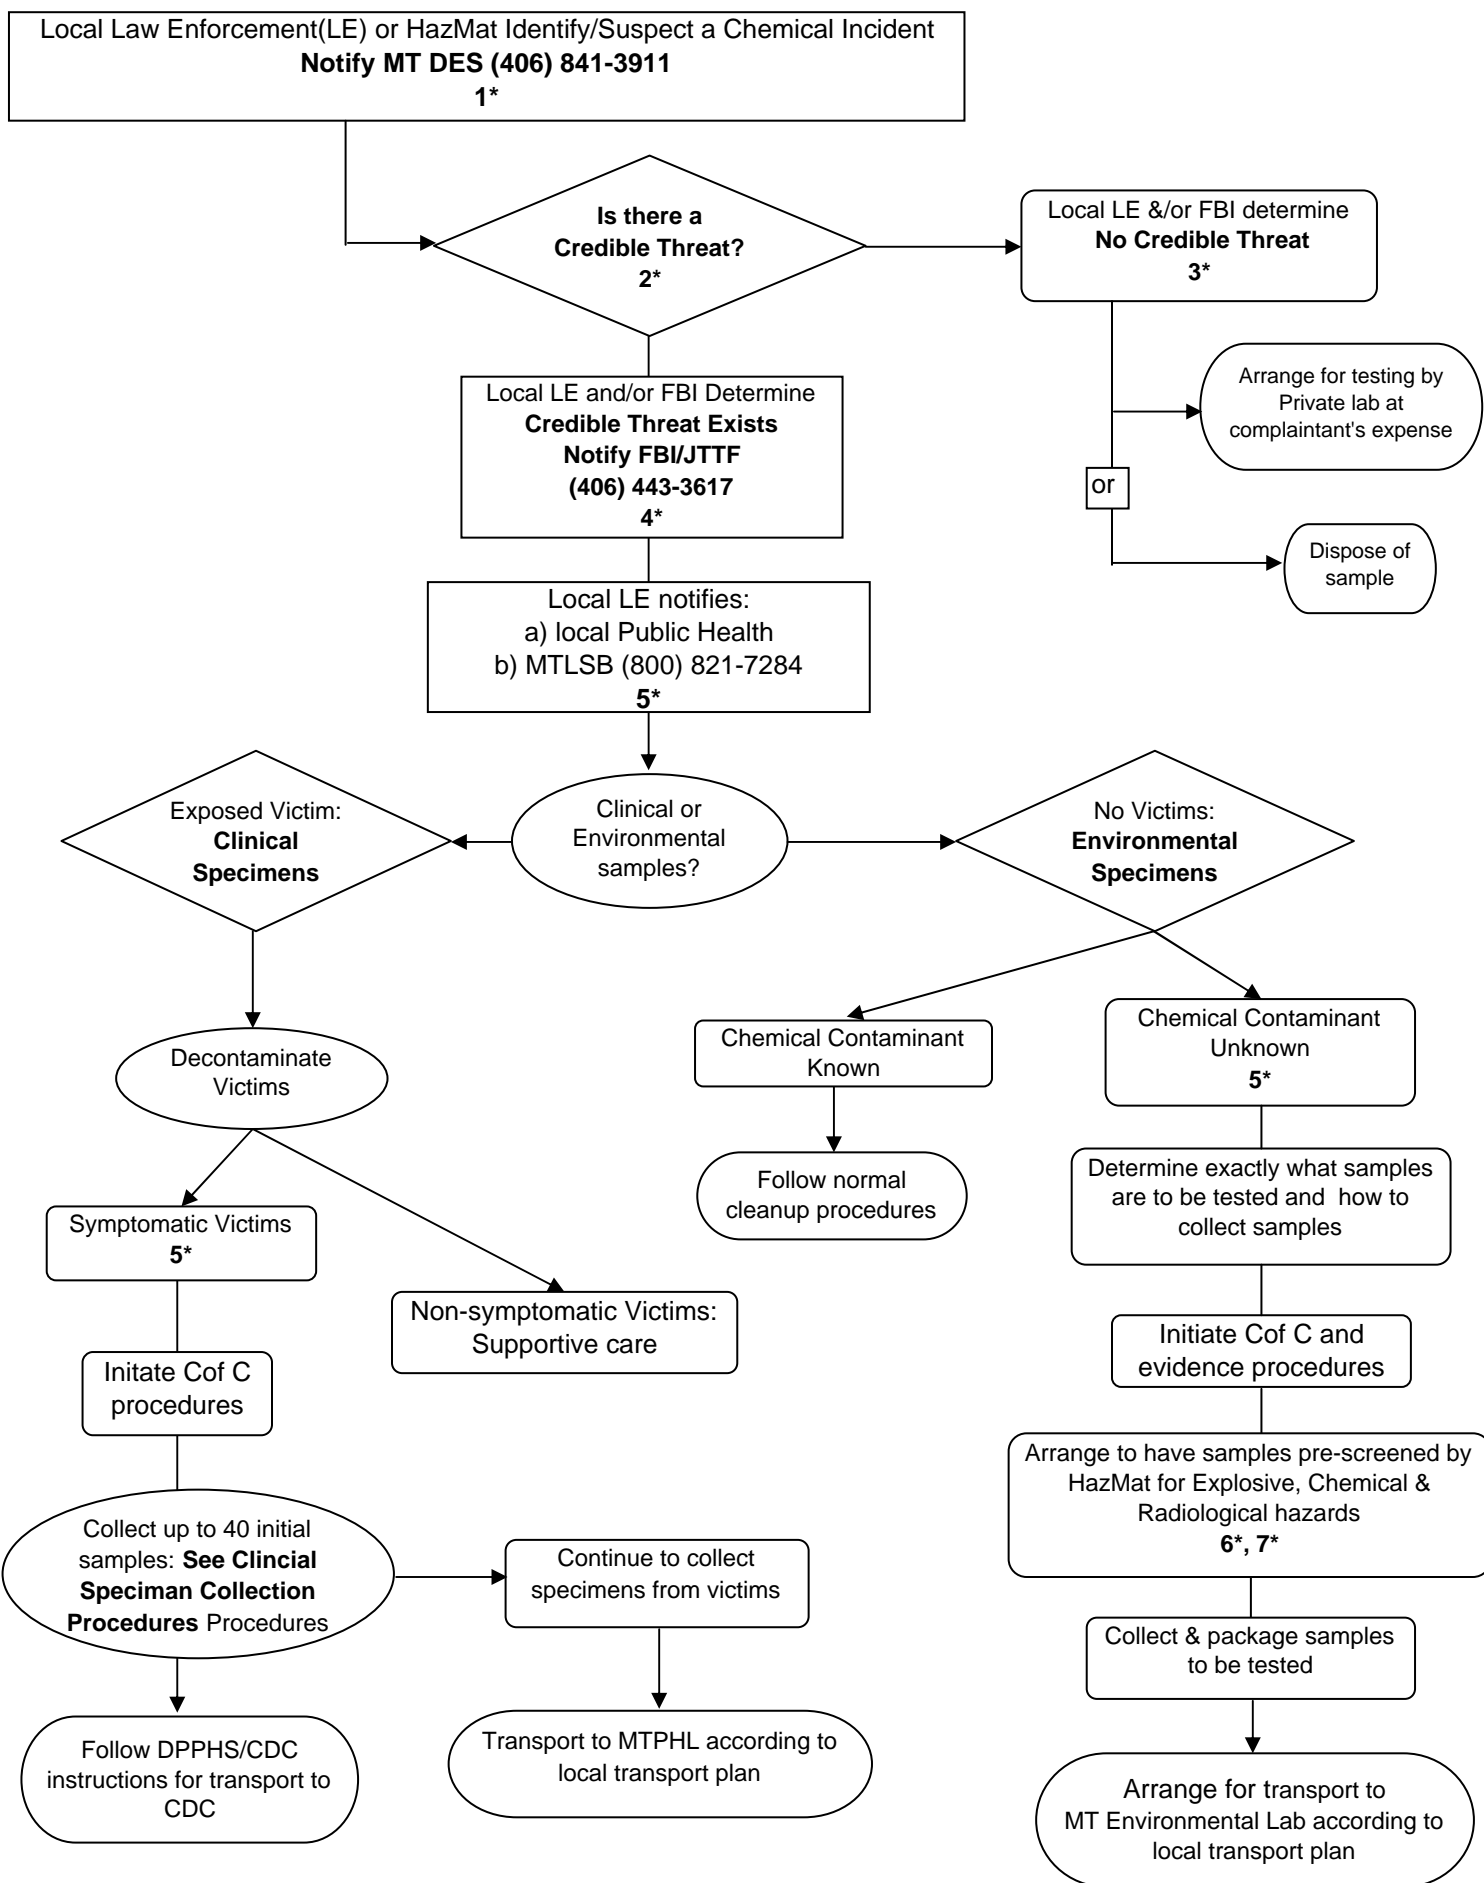 Local Law Enforcement(LE) or HazMat Identify/Suspect a Chemical Incident
Notify MT DES (406) 841-3911
1*
Is there a
Credible Threat?
2*
Local LE &/or FBI determine
No Credible Threat
3*
Arrange for testing by
Private lab at
complaintant's expense
or
Dispose of
sample
Local LE and/or FBI Determine
Credible Threat Exists
Notify FBI/JTTF
(406) 443-3617
4*
Local LE notifies:
a) local Public Health
b) MTLSB (800) 821-7284
5*
Clinical or
Environmental
samples?
Exposed Victim:
Clinical
Specimens
No Victims:
Environmental
Specimens
Decontaminate
Victims
Symptomatic Victims
5*
Non-symptomatic Victims:
Supportive care
Initate Cof C
procedures
Collect up to 40 initial
samples: See Clincial
Speciman Collection
Procedures Procedures
Continue to collect
specimens from victims
Follow DPPHS/CDC
instructions for transport to
CDC
Transport to MTPHL according to
local transport plan
Chemical Contaminant
Known
Follow normal
cleanup procedures
Chemical Contaminant
Unknown
5*
Determine exactly what samples
are to be tested and how to
collect samples
Initiate Cof C and
evidence procedures
Arrange to have samples pre-screened by
HazMat for Explosive, Chemical &
Radiological hazards
6*, 7*
Collect & package samples
to be tested
Arrange for transport to
MT Environmental Lab according to
local transport plan